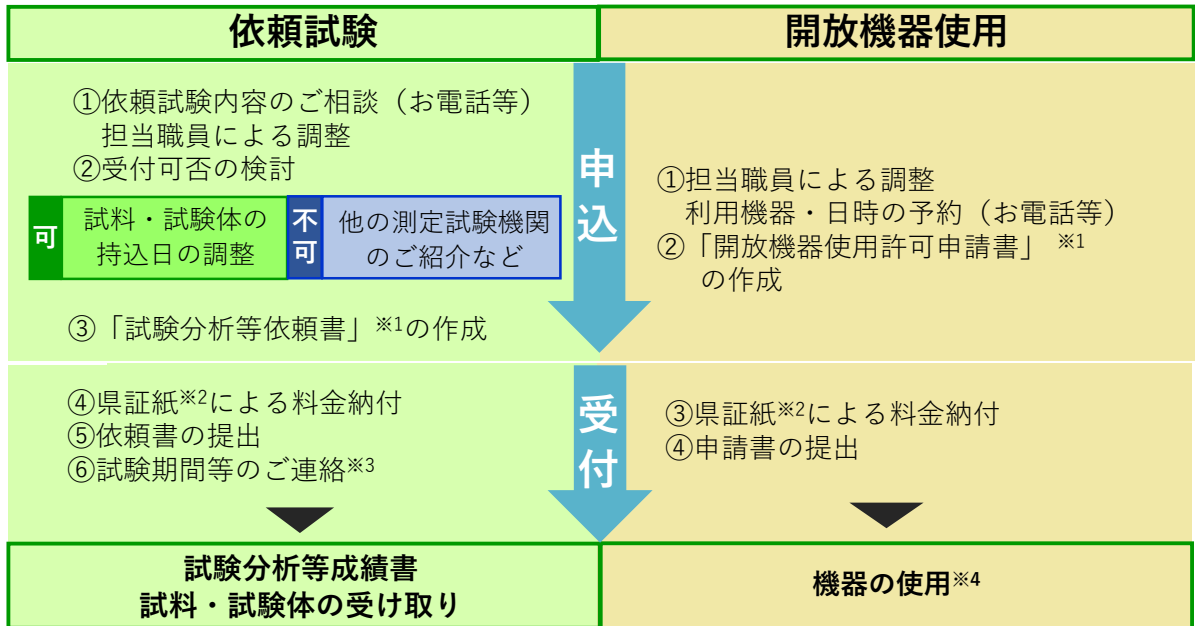 依頼試験
開放機器使用
①依頼試験内容のご相談（お電話等）
担当職員による調整
②受付可否の検討
可
試料・試験体の
持込日の調整
不可
他の測定試験機関
のご紹介など
③「試験分析等依頼書」※1の作成
申込
①担当職員による調整
利用機器・日時の予約（お電話等）
②「開放機器使用許可申請書」※1
の作成
④県証紙※2による料金納付
⑤依頼書の提出
⑥試験期間等のご連絡※3
受付
③県証紙※2による料金納付
④申請書の提出
試験分析等成績書
試料・試験体の受け取り
機器の使用※4